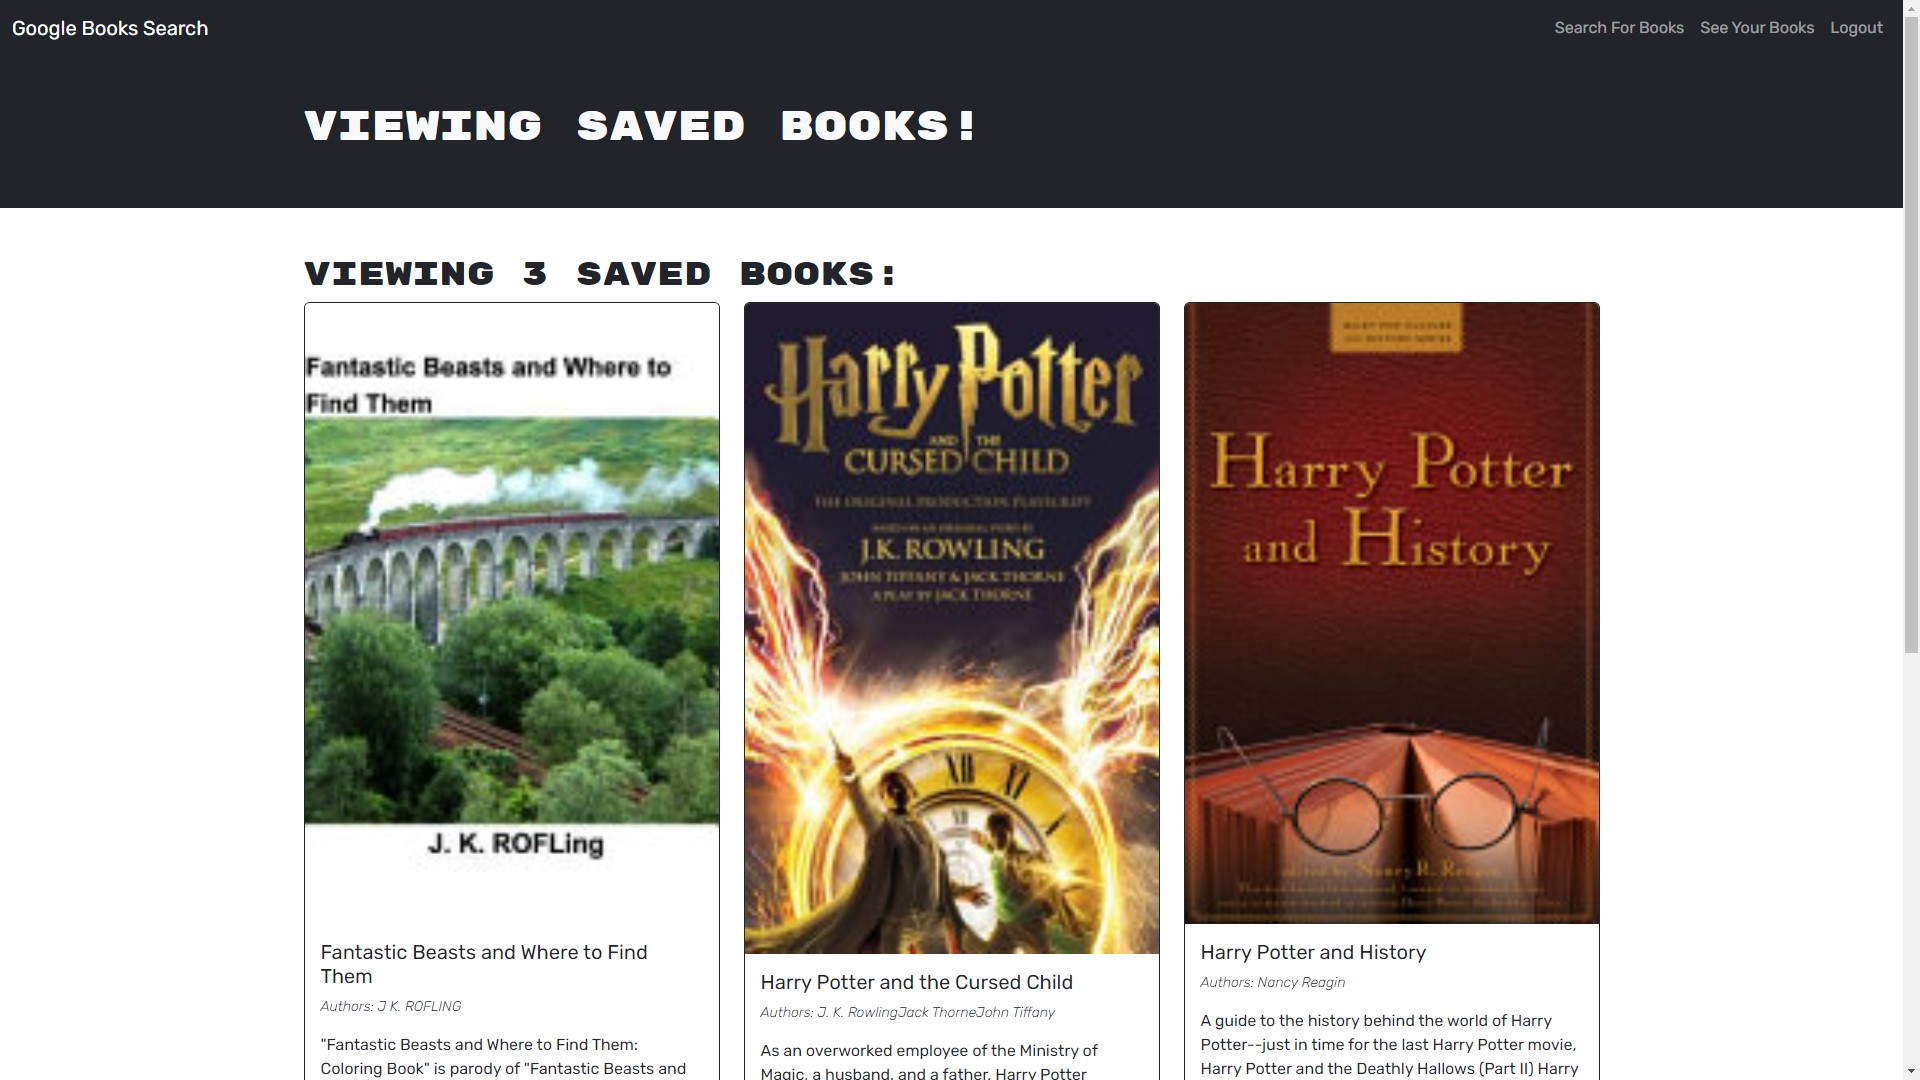 Google Books Search
Search For Books See Your Books Logout
VIEWING SAVED BOOKS!
VIEWING 3 SAVED BOOKS:
Fantastic Beasts and Where to
Find Them
J. K. ROFLing
Fantastic Beasts and Where to Find
Them
Authors: J K. ROFLING
"Fantastic Beasts and Where to Find Them:
Coloring Book" is parody of "Fantastic Beasts and
Harry Potter
AND THE
CURSED CHILD
THE ORIGINAL PRODUCTION PLAYSCRIPT
BASED ON AN ORIGINAL STORY BY
J.K. ROWLING
JOHN TIFFANY & JACK THORNE
A PLAY BY JACK THORNE
XII XI
XII
Harry Potter and the Cursed Child
Authors: J. K. RowlingJack ThorneJohn Tiffany
As an overworked employee of the Ministry of
Magic, a husband, and a father, Harry Potter
Harry Potter
and History
Nancy R. Reagin
Harry Potter and History
Authors: Nancy Reagin
A guide to the history behind the world of Harry
Potter--just in time for the last Harry Potter movie,
Harry Potter and the Deathly Hallows (Part II) Harry